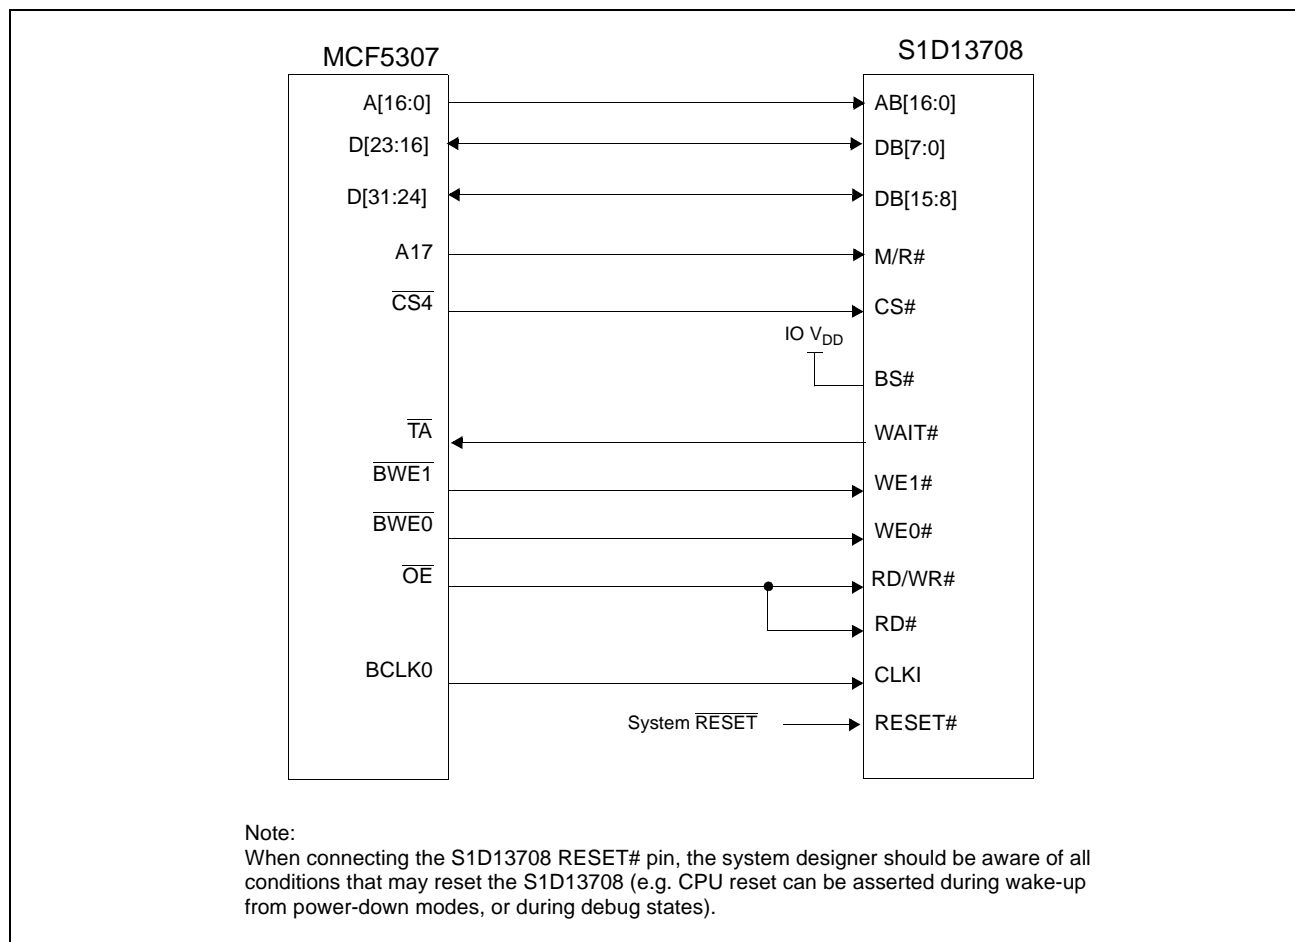 MCF5307 S1D13708
A[16:0] AB[16:0]
D[23:16] DB[7:0]
D[31:24] DB[15:8]
A17 M/R#
CS4 CS#
IO VDD
BS#
TA WAIT#
BWE1 WE1#
BWE0 WE0#
OE RD/WR#
RD#
BCLK0 CLKI
System RESET RESET#
Note:
When connecting the S1D13708 RESET# pin, the system designer should be aware of all
conditions that may reset the S1D13708 (e.g. CPU reset can be asserted during wake-up
from power-down modes, or during debug states).